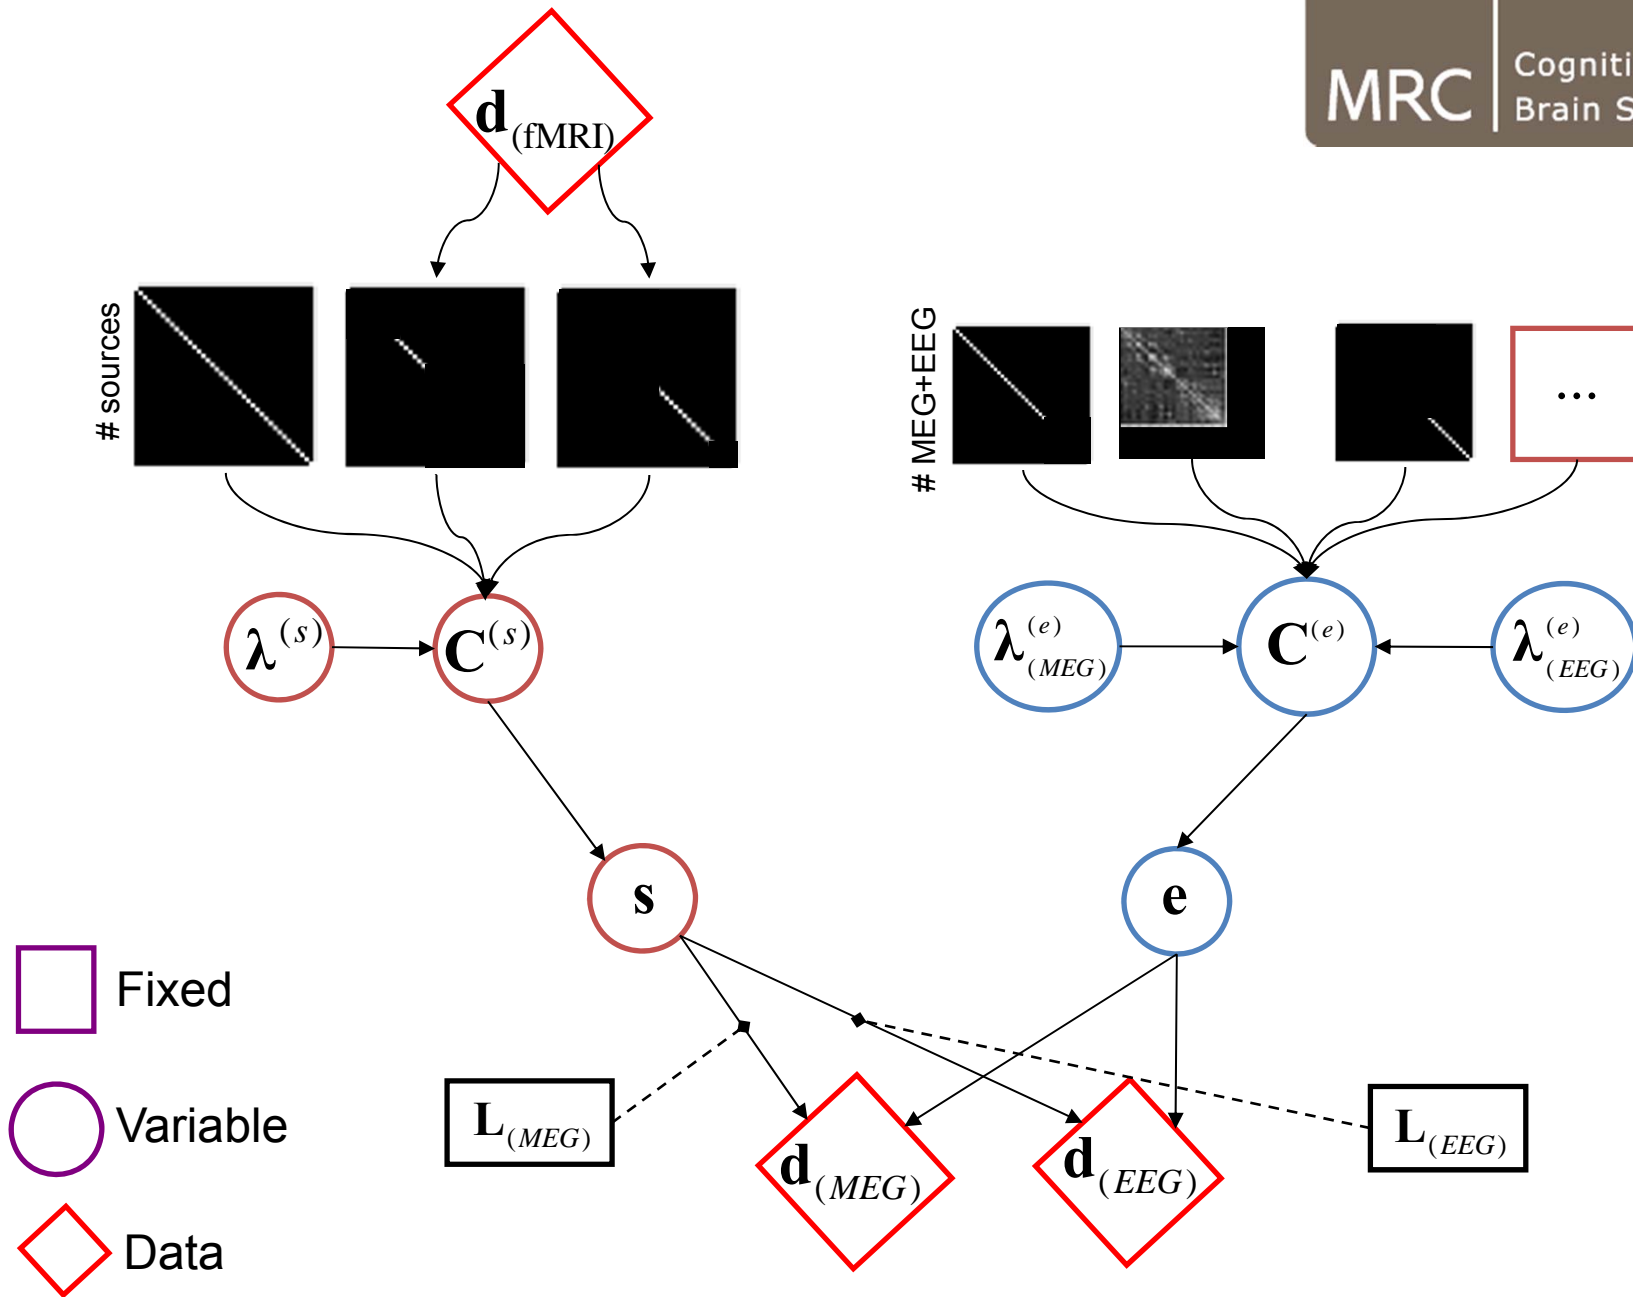 MRC
Cogniti
Brain S
d(fMRI)
# sources
# MEG+EEG
...
λ(s)
C(s)
λ(e)(MEG)
C(e)
λ(e)(EEG)
s
e
Fixed
Variable
Data
L(MEG)
L(EEG)
d(MEG)
d(EEG)